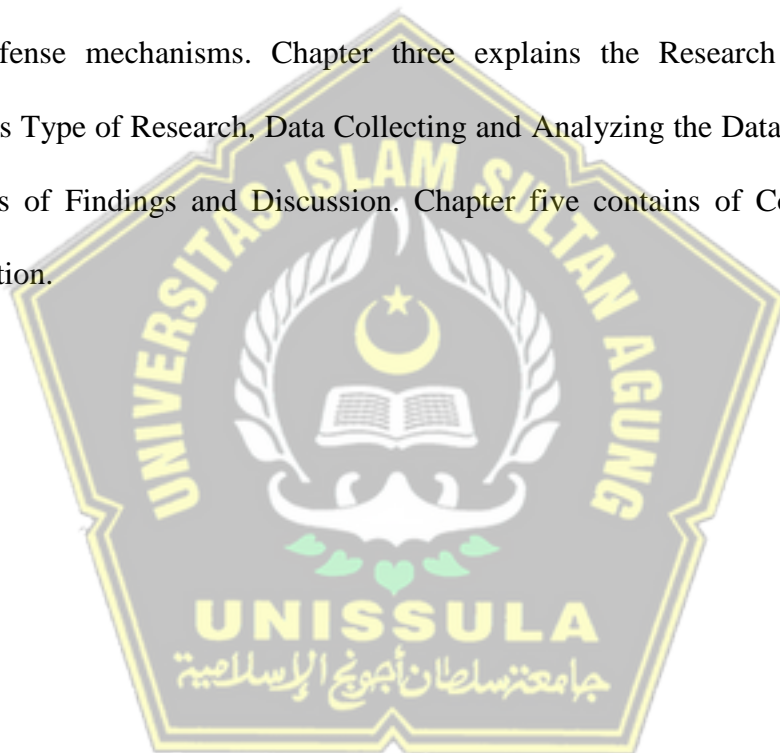 fense mechanisms. Chapter three explains the Research
s Type of Research, Data Collecting and Analyzing the Data
s of Findings and Discussion. Chapter five contains of Co
tion.
UNIVERSITAS ISLAM SULTAN AGUNG
UNISSULA
جامعة سلطان أجونج الإسلامية